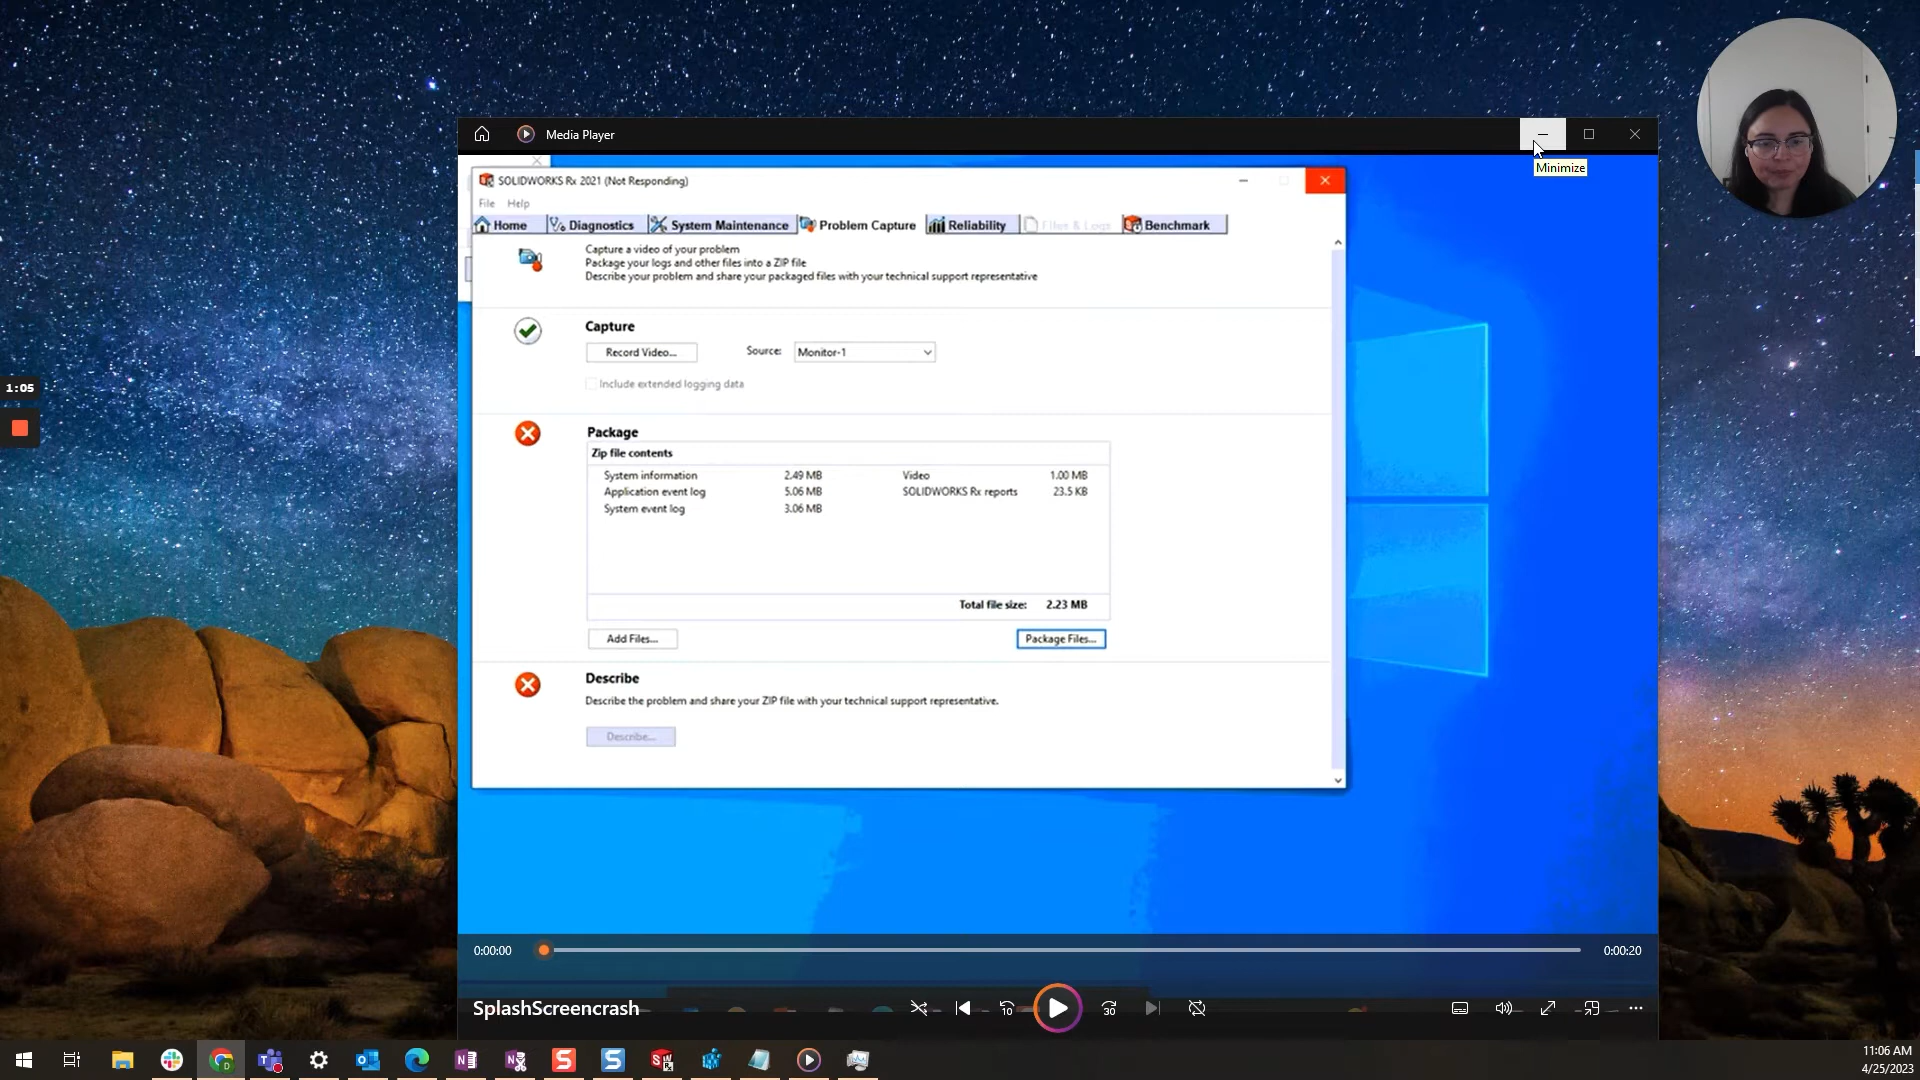 Media Player
Minimize
SOLIDWORKS Rx 2021 (Not Responding)
File Help
Home Diagnostics System Maintenance Problem Capture Reliability Files & Logs Benchmark
Capture a video of your problem
Package your logs and other files into a ZIP file
Describe your problem and share your packaged files with your technical support representative
Capture
Record Video... Source: Monitor-1
Include extended logging data
1:05
Package
Zip file contents
System information 2.49 MB Video 1.00 MB
Application event log 5.06 MB SOLIDWORKS Rx reports 23.5 KB
System event log 3.06 MB
Total file size: 2.23 MB
Add Files... Package Files...
Describe
Describe the problem and share your ZIP file with your technical support representative.
Describe...
0:00:00 0:00:20
SplashScreencrash
10 30
11:06 AM
4/25/2023